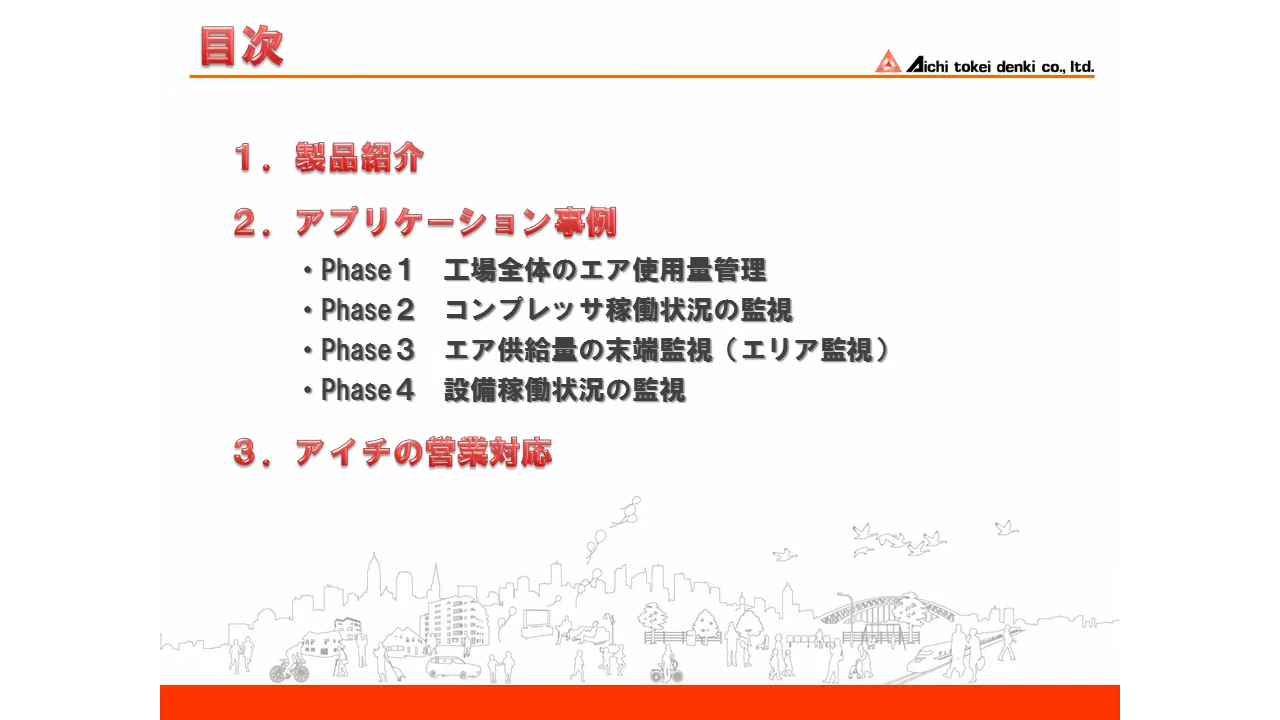 目次
Aichi tokei denki co., ltd.
１．製品紹介
２．アプリケーション事例
・Phase１　工場全体のエア使用量管理
・Phase２　コンプレッサ稼働状況の監視
・Phase３　エア供給量の末端監視（エリア監視）
・Phase４　設備稼働状況の監視
３．アイチの営業対応